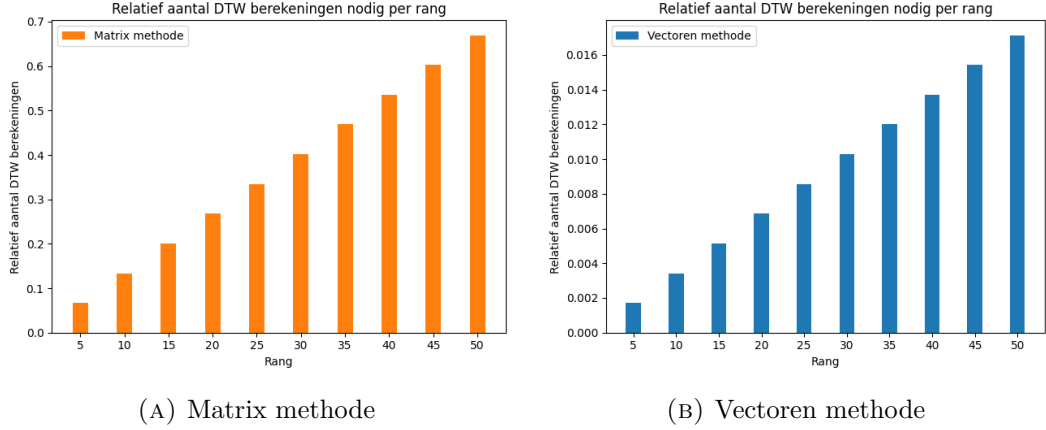 Relatief aantal DTW berekeningen nodig per rang
Matrix methode
Relatief aantal DTW berekeningen
0.7
0.6
0.5
0.4
0.3
0.2
0.1
0.0
5 10 15 20 25 30 35 40 45 50
Rang
(A) Matrix methode
Relatief aantal DTW berekeningen nodig per rang
Vectoren methode
Relatief aantal DTW berekeningen
0.016
0.014
0.012
0.010
0.008
0.006
0.004
0.002
0.000
5 10 15 20 25 30 35 40 45 50
Rang
(B) Vectoren methode